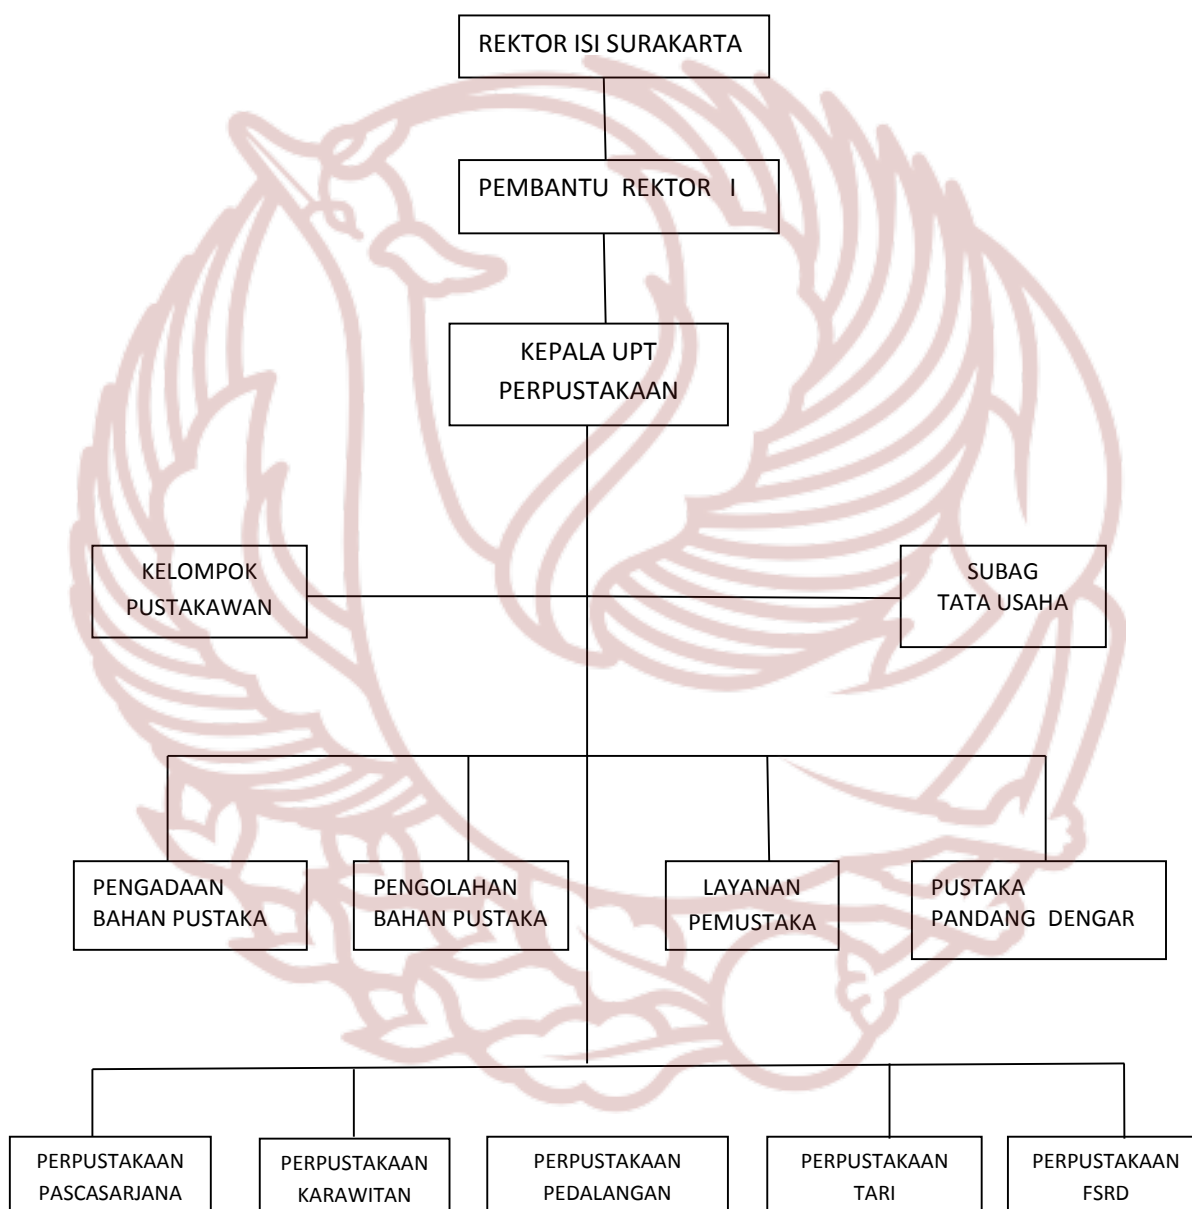 REKTOR ISI SURAKARTA
PEMBANTU REKTOR I
KEPALA UPT
PERPUSTAKAAN
KELOMPOK
PUSTAKAWAN
SUBAG
TATA USAHA
PENGADAAN
BAHAN PUSTAKA
PENGOLAHAN
BAHAN PUSTAKA
LAYANAN
PEMUSTAKA
PUSTAKA
PANDANG DENGAR
PERPUSTAKAAN
PASCASARJANA
PERPUSTAKAAN
KARAWITAN
PERPUSTAKAAN
PEDALANGAN
PERPUSTAKAAN
TARI
PERPUSTAKAAN
FSRD